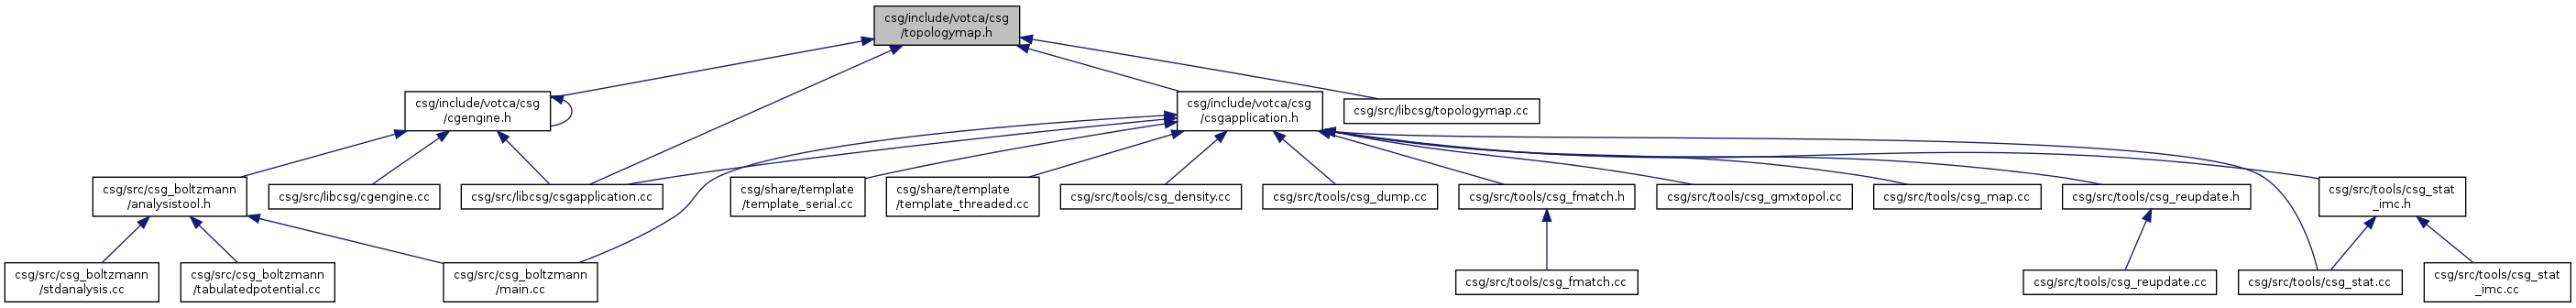 csg/include/votca/csg
/topologymap.h
csg/include/votca/csg
/cgengine.h
csg/include/votca/csg
/csgapplication.h
csg/src/libcsg/topologymap.cc
csg/src/csg_boltzmann
/analysistool.h
csg/src/libcsg/cgengine.cc
csg/src/libcsg/csgapplication.cc
csg/share/template
/template_serial.cc
csg/share/template
/template_threaded.cc
csg/src/tools/csg_density.cc
csg/src/tools/csg_dump.cc
csg/src/tools/csg_fmatch.h
csg/src/tools/csg_gmxtopol.cc
csg/src/tools/csg_map.cc
csg/src/tools/csg_reupdate.h
csg/src/tools/csg_stat
_imc.h
csg/src/csg_boltzmann
/stdanalysis.cc
csg/src/csg_boltzmann
/tabulatedpotential.cc
csg/src/csg_boltzmann
/main.cc
csg/src/tools/csg_fmatch.cc
csg/src/tools/csg_reupdate.cc
csg/src/tools/csg_stat.cc
csg/src/tools/csg_stat
_imc.cc